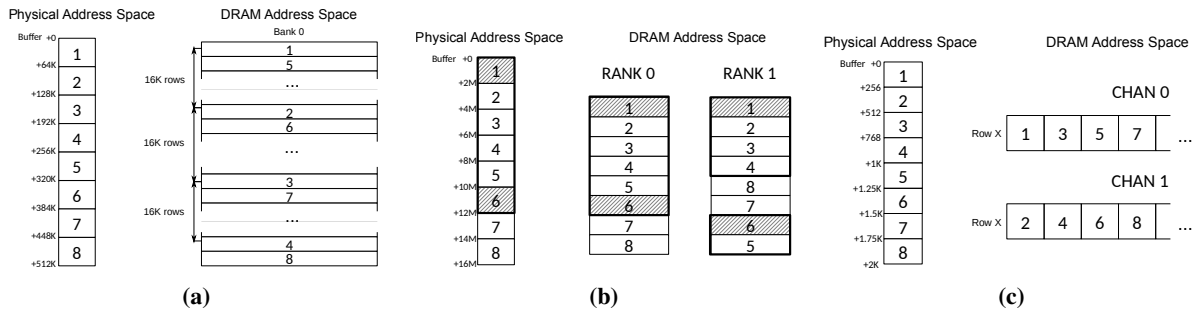 Physical Address Space
DRAM Address Space
Buffer +0
Bank 0
1
+64K
2
+128K
3
+192K
4
+256K
5
+320K
6
+384K
7
+448K
8
+512K
16K rows
16K rows
16K rows
1
5
...
2
6
...
3
7
...
4
8
(a)
Physical Address Space
DRAM Address Space
Buffer +0
1
+2M
2
+4M
3
+6M
4
+8M
5
+10M
6
+12M
7
+14M
8
+16M
RANK 0
1
2
3
4
5
6
7
8
RANK 1
1
2
3
4
8
7
6
5
(b)
Physical Address Space
DRAM Address Space
Buffer +0
1
+256
2
+512
3
+768
4
+1K
5
+1.25K
6
+1.5K
7
+1.75K
8
+2K
CHAN 0
Row X 1 3 5 7 ...
CHAN 1
Row X 2 4 6 8 ...
(c)